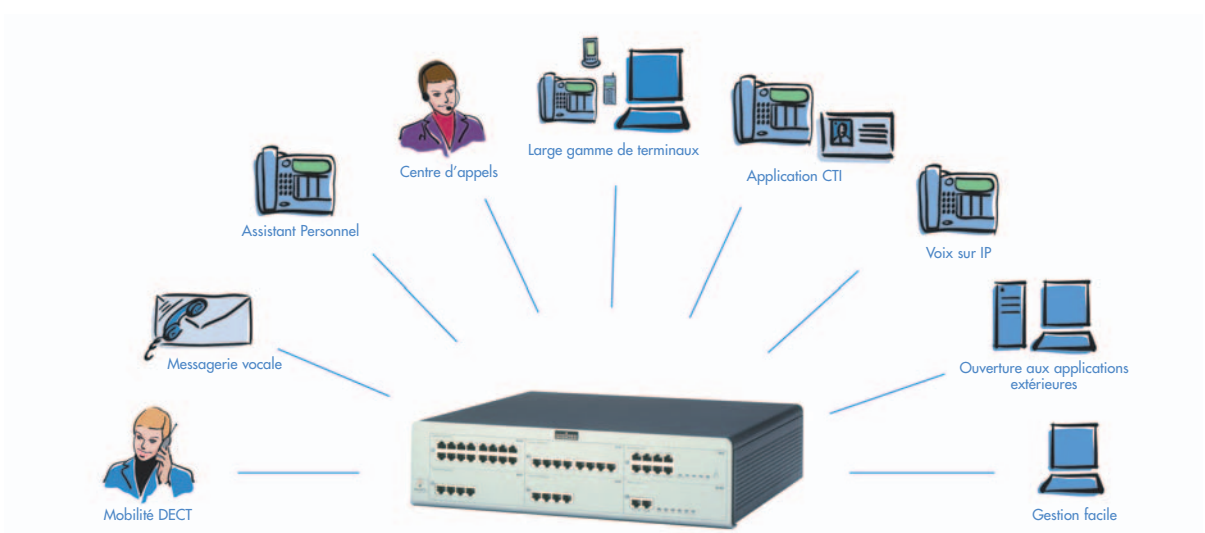 Large gamme de terminaux
Centre d'appels
Application CTI
Assistant Personnel
Voix sur IP
Messagerie vocale
Ouverture aux applications
extérieures
Mobilité DECT
Gestion facile